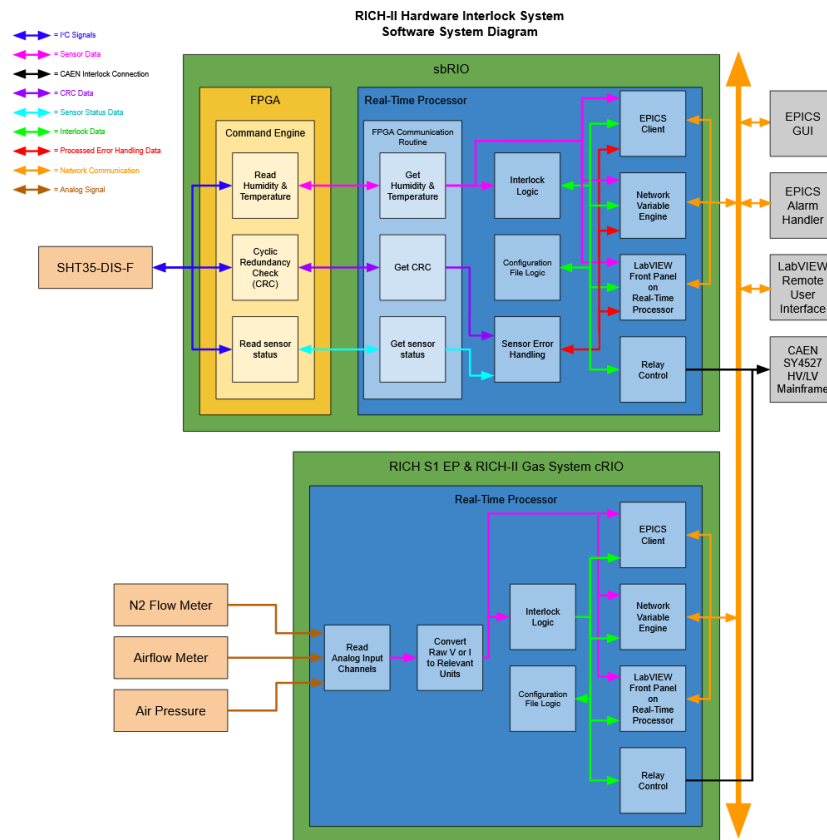 RICH-II Hardware Interlock System
Software System Diagram
= I²C Signals
= Sensor Data
= CAEN Interlock Connection
= CRC Data
= Sensor Status Data
= Interlock Data
= Processed Error Handling Data
= Network Communication
= Analog Signal
sbRIO
FPGA
Command Engine
Read
Humidity &
Temperature
Cyclic
Redundancy
Check
(CRC)
Read sensor
status
Real-Time Processor
FPGA Communication
Routine
Get
Humidity &
Temperature
Get CRC
Get sensor
status
Interlock
Logic
Configuration
File Logic
Sensor Error
Handling
EPICS
Client
Network
Variable
Engine
LabVIEW
Front Panel
on
Real-Time
Processor
Relay
Control
SHT35-DIS-F
EPICS
GUI
EPICS
Alarm
Handler
LabVIEW
Remote
User
Interface
CAEN
SY4527
HV/LV
Mainframe
RICH S1 EP & RICH-II Gas System cRIO
Real-Time Processor
N2 Flow Meter
Airflow Meter
Air Pressure
Read
Analog Input
Channels
Convert
Raw V or I
to Relevant
Units
Interlock
Logic
Configuration
File Logic
EPICS
Client
Network
Variable
Engine
LabVIEW
Front Panel
on
Real-Time
Processor
Relay
Control